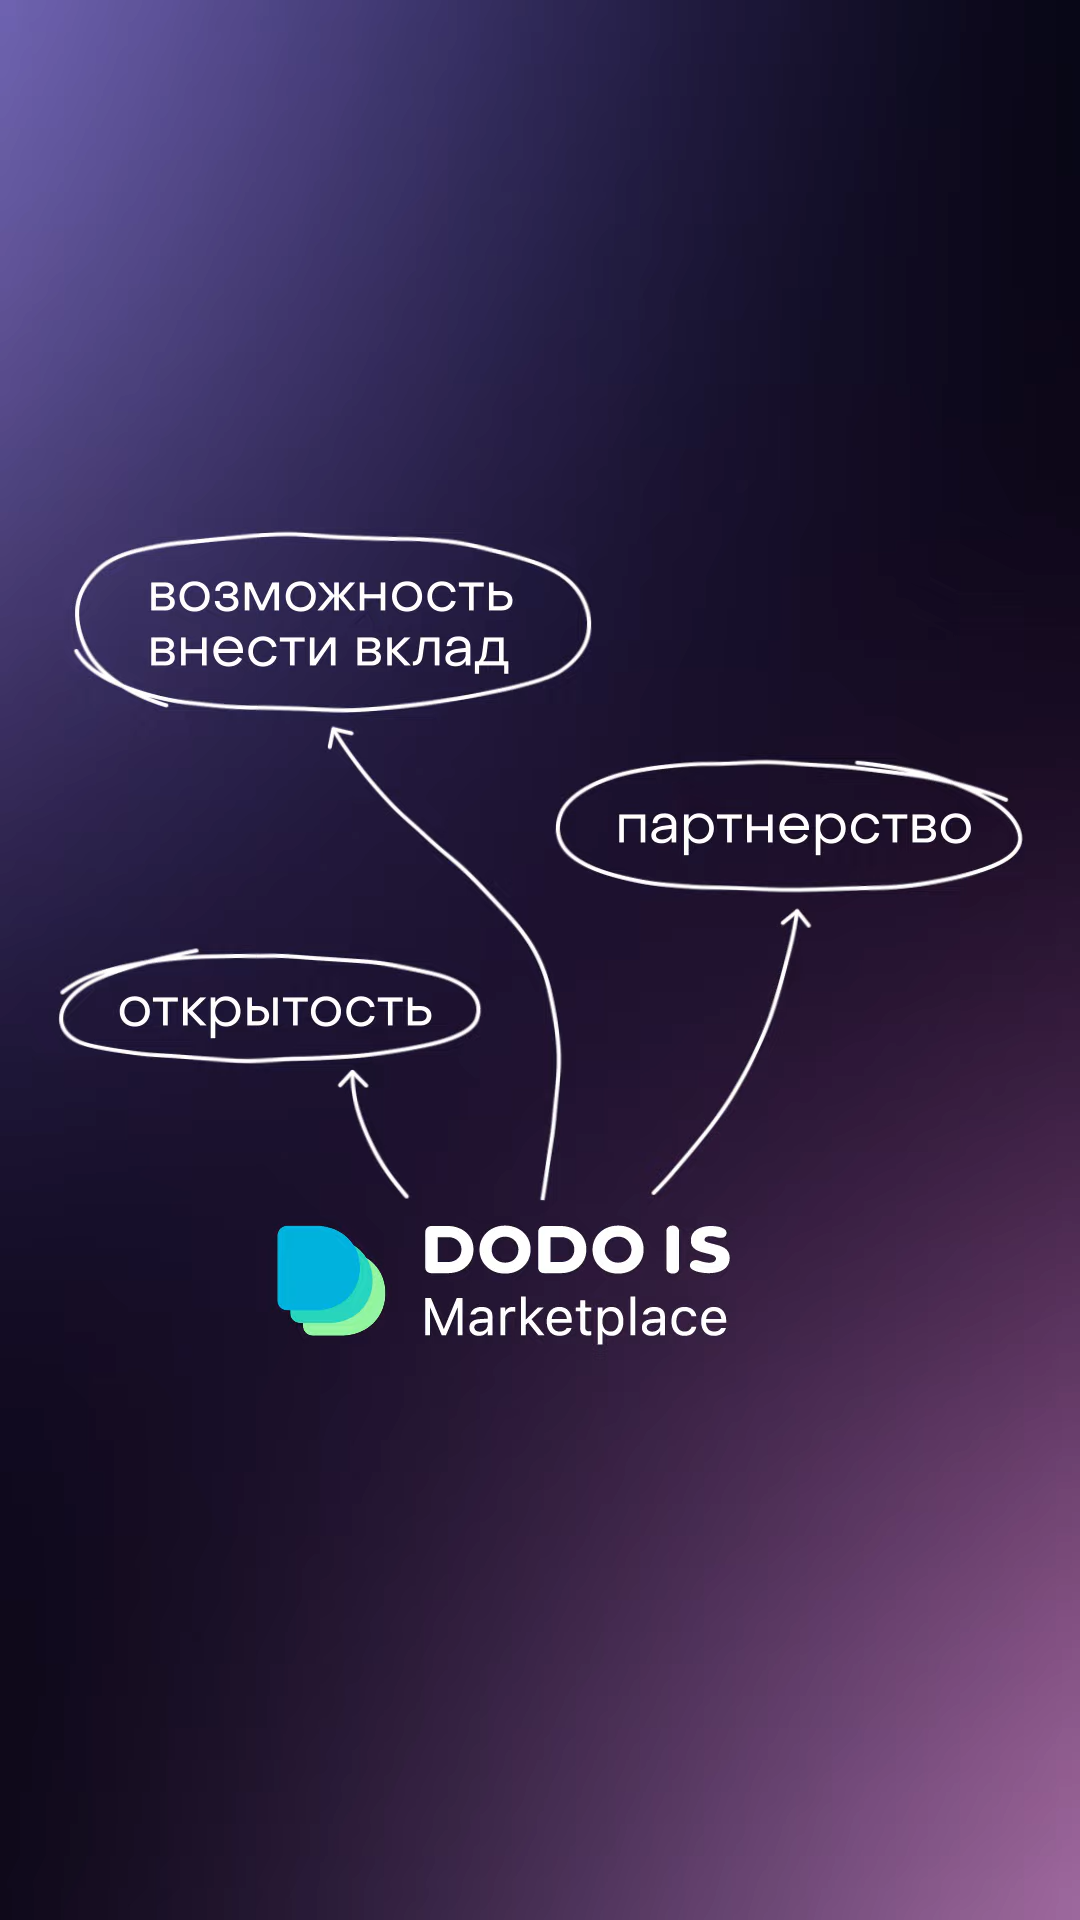 возможность
внести вклад
партнерство
открытость
DODO IS
Marketplace